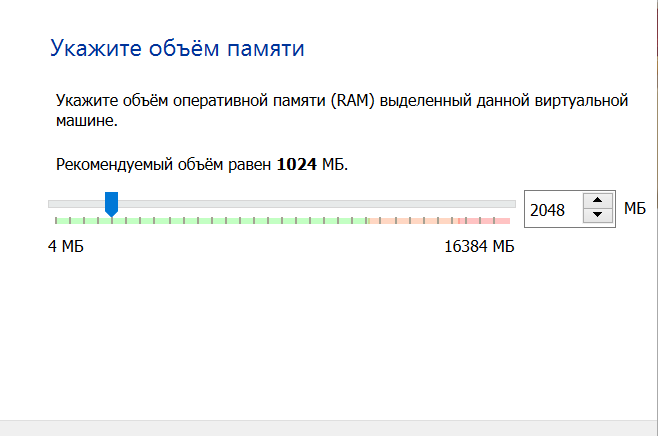 Укажите объём памяти
Укажите объём оперативной памяти (RAM) выделенный данной виртуальной
машине.
Рекомендуемый объём равен 1024 МБ.
2048 МБ
4 МБ 16384 МБ